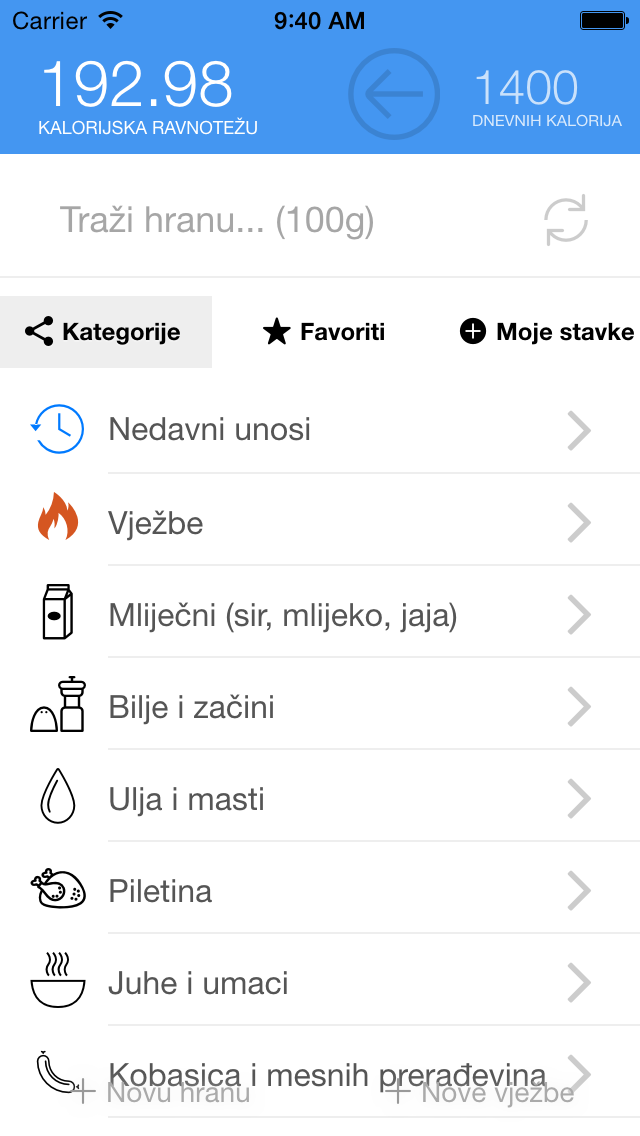 Carrier 9:40 AM
192.98 1400
KALORIJSKA RAVNOTEŽU DNEVNIH KALORIJA
Traži hranu... (100g)
Kategorije Favoriti Moje stavke
Nedavni unosi
Vježbe
Mliječni (sir, mlijeko, jaja)
Bilje i začini
Ulja i masti
Piletina
Juhe i umaci
Kobasica i mesnih prerađevina
Novu hranu Nove vježbe